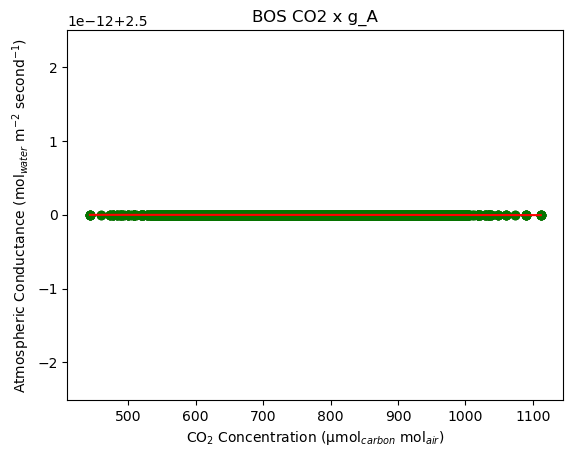 BOS CO2 x g_A
1e−12+2.5
2
1
0
−1
−2
Atmospheric Conductance (mol$_{water}$ m$^{-2}$ second$^{-1}$)
500 600 700 800 900 1000 1100
CO$_2$ Concentration (μmol$_{carbon}$ mol$_{air}$)